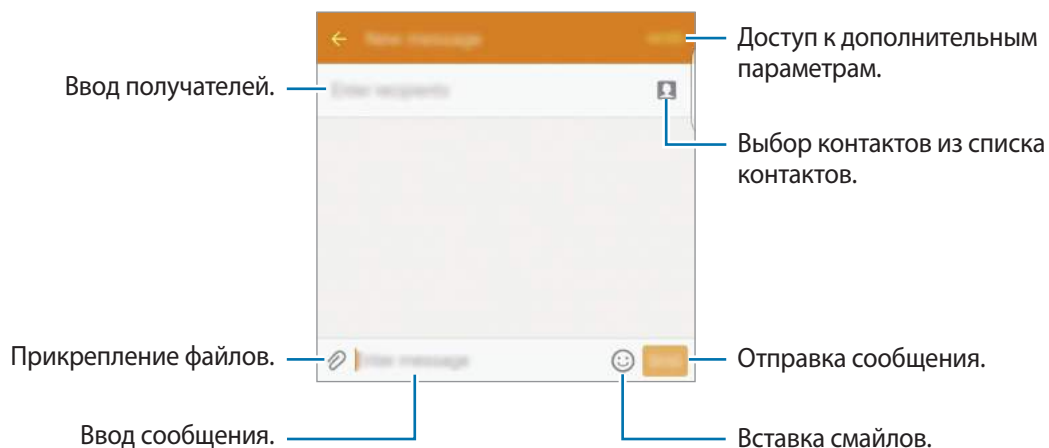 Доступ к дополнительным
параметрам.
Ввод получателей.
Выбор контактов из списка
контактов.
Прикрепление файлов.
Отправка сообщения.
Ввод сообщения.
Вставка смайлов.